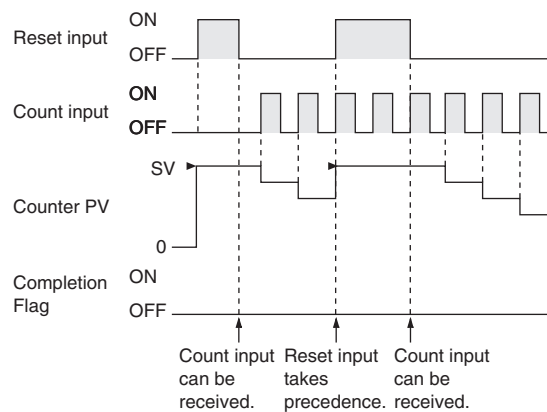 Reset input
ON
OFF
Count input
ON
OFF
Counter PV
SV
0
Completion
Flag
ON
OFF
Count input
can be
received.
Reset input
takes
precedence.
Count input
can be
received.